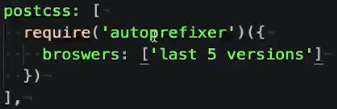 postcss: [
  require('autoprefixer')({
    broswers: ['last 5 versions']
  })
],